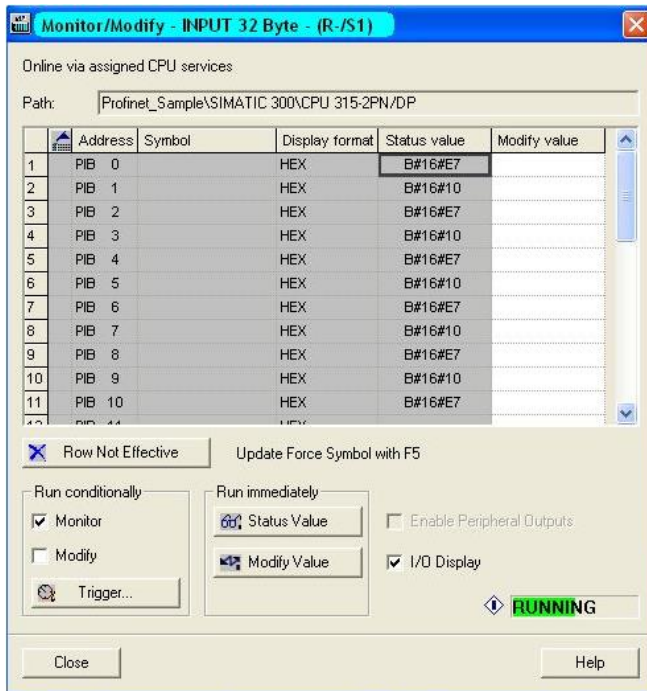 Monitor/Modify - INPUT 32 Byte - (R-/S1)
Online via assigned CPU services
Path: Profinet_Sample\SIMATIC 300\CPU 315-2PN/DP
Address Symbol Display format Status value Modify value
1 PIB 0 HEX B#16#E7
2 PIB 1 HEX B#16#10
3 PIB 2 HEX B#16#E7
4 PIB 3 HEX B#16#10
5 PIB 4 HEX B#16#E7
6 PIB 5 HEX B#16#10
7 PIB 6 HEX B#16#E7
8 PIB 7 HEX B#16#10
9 PIB 8 HEX B#16#E7
10 PIB 9 HEX B#16#10
11 PIB 10 HEX B#16#E7
Row Not Effective Update Force Symbol with F5
Run conditionally Run immediately
Monitor Status Value Enable Peripheral Outputs
Modify Modify Value I/O Display
Trigger...
RUNNING
Close Help